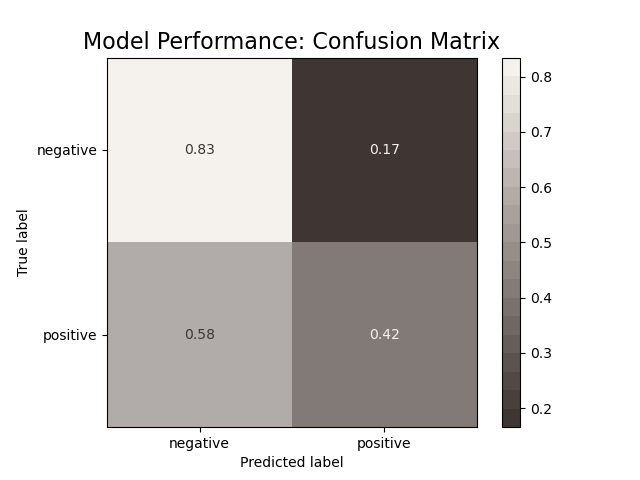 Model Performance: Confusion Matrix
True label
negative
0.83
0.17
positive
0.58
0.42
negative
positive
Predicted label
0.8
0.7
0.6
0.5
0.4
0.3
0.2